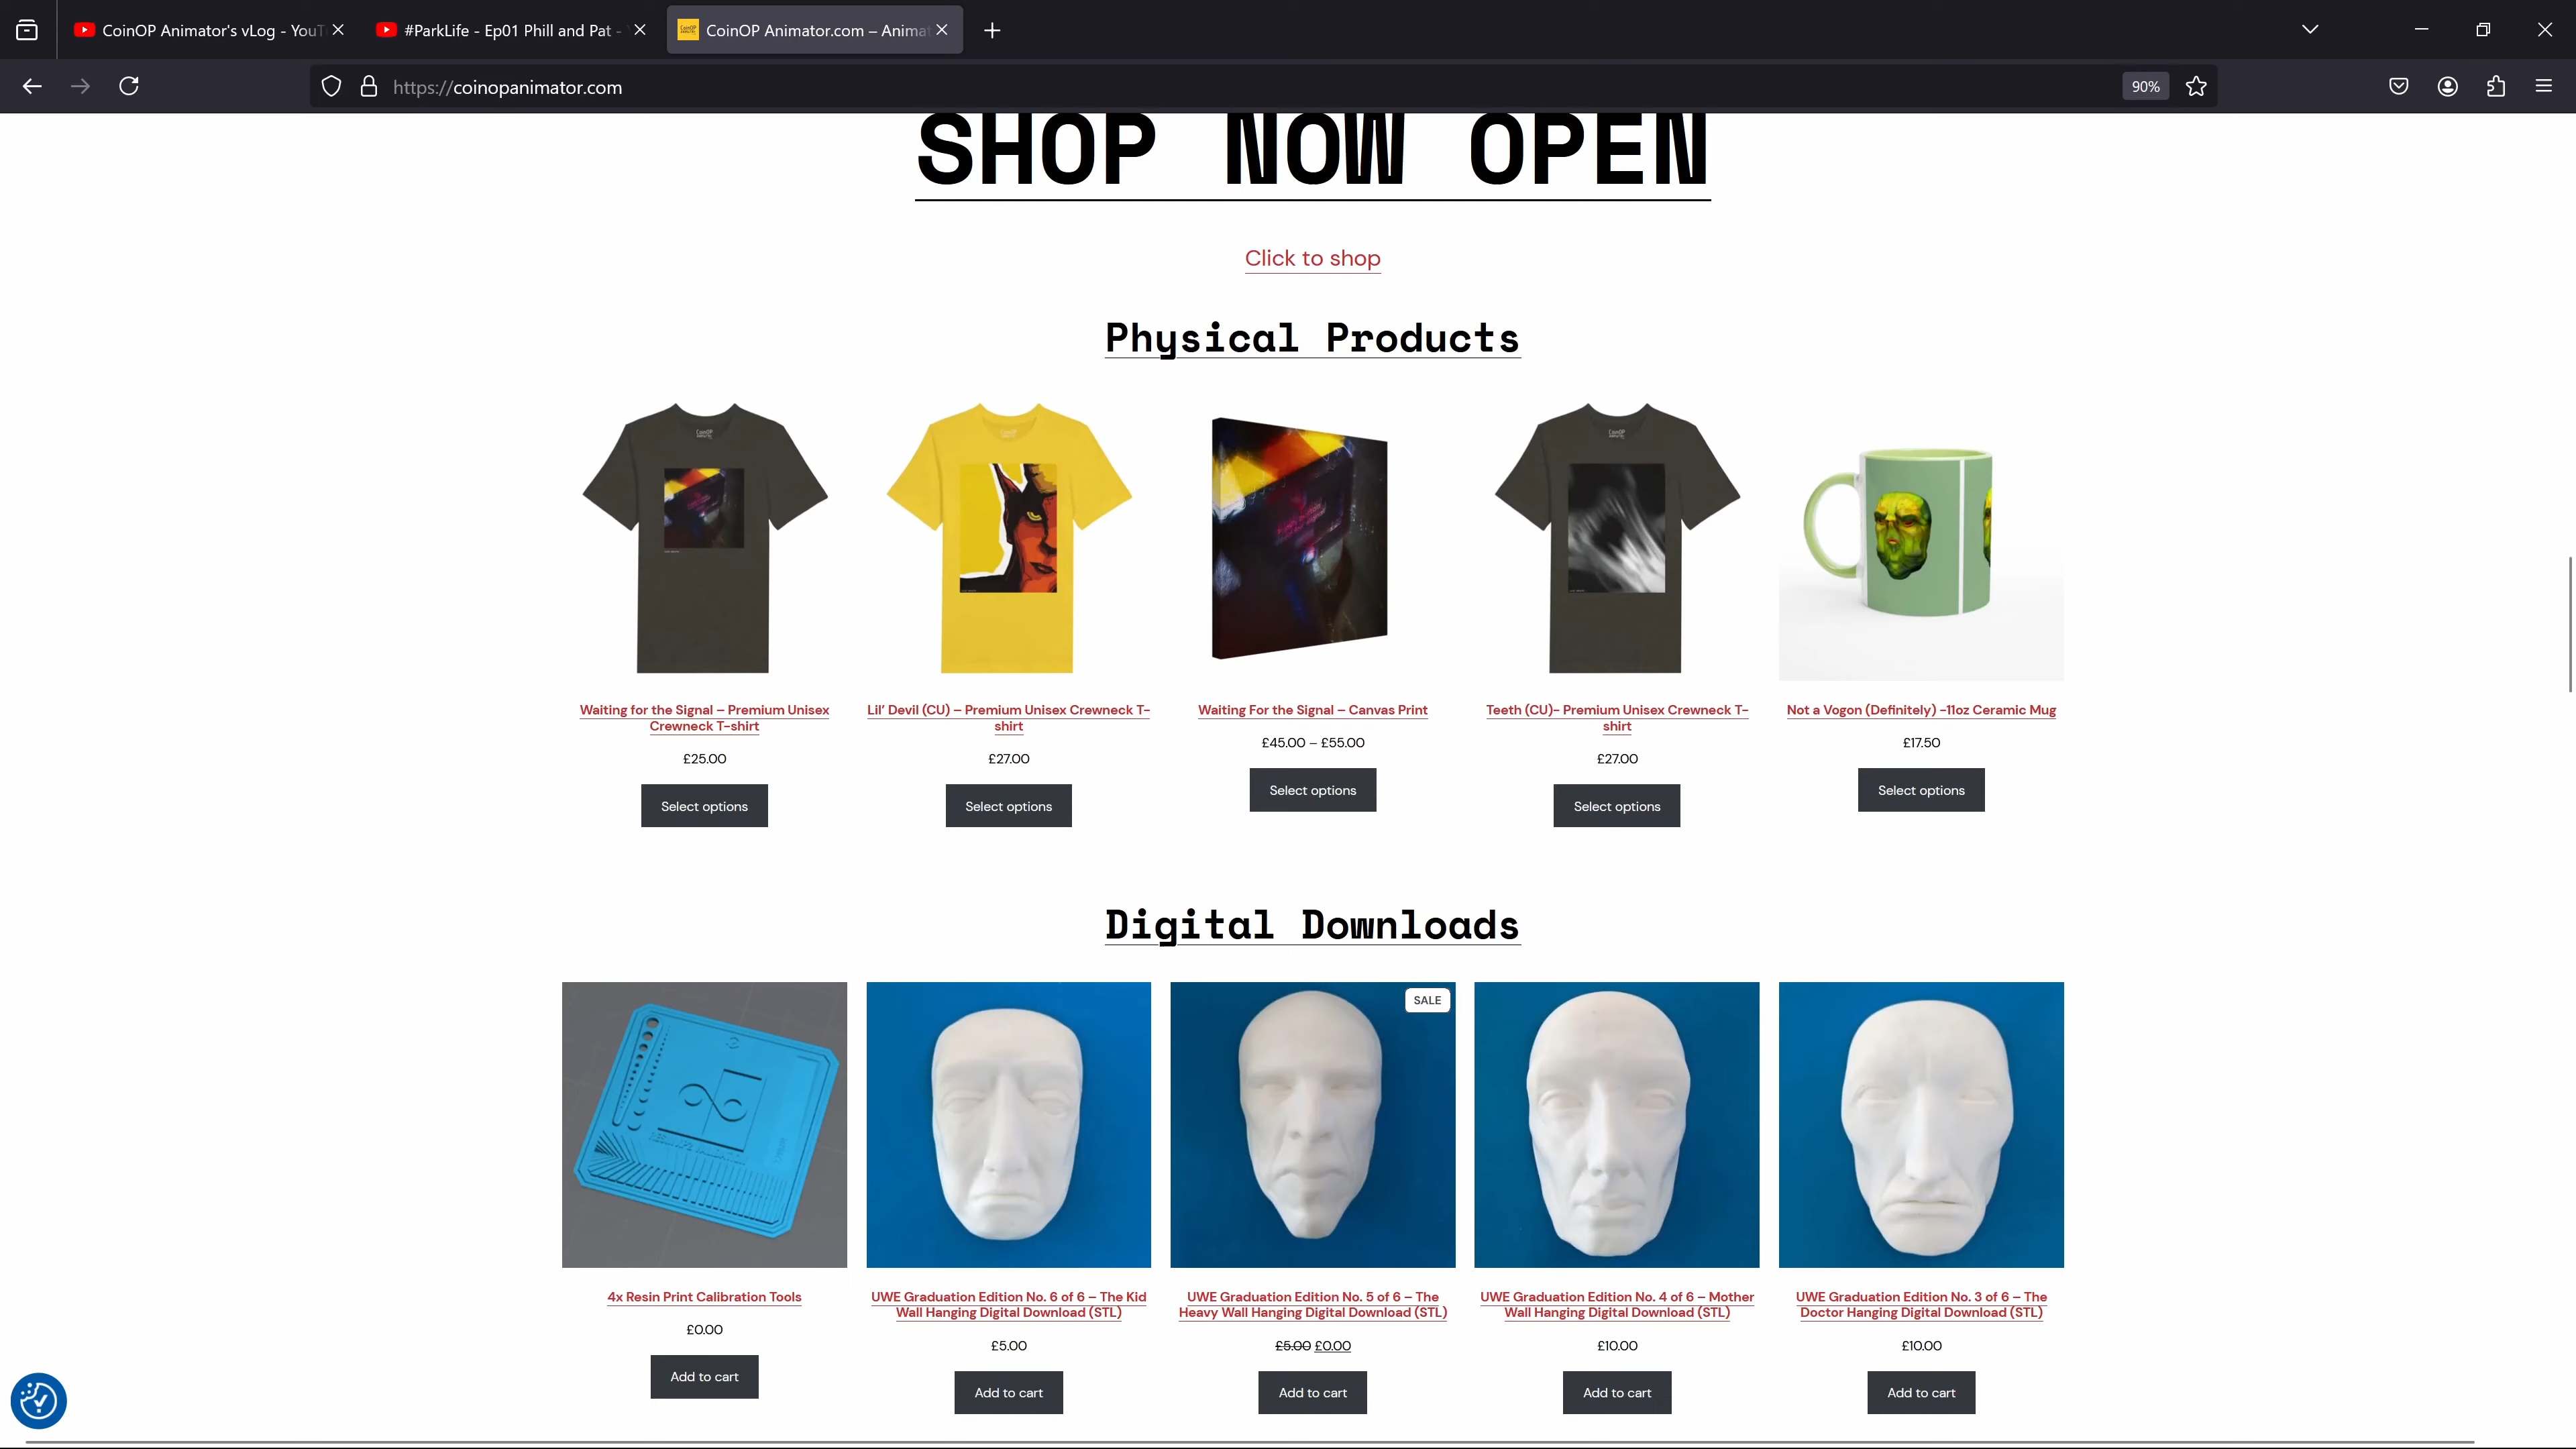 CoinOP Animator's vLog - YouT
#ParkLife - Ep01 Phill and Pat -
CoinOP Animator.com – Animat
https://coinopanimator.com
90%
SHOP NOW OPEN
Click to shop
Physical Products
Waiting for the Signal – Premium Unisex
Crewneck T-shirt
£25.00
Select options
Lil' Devil (CU) – Premium Unisex Crewneck T-
shirt
£27.00
Select options
Waiting For the Signal – Canvas Print
£45.00 – £55.00
Select options
Teeth (CU)- Premium Unisex Crewneck T-
shirt
£27.00
Select options
Not a Vogon (Definitely) -11oz Ceramic Mug
£17.50
Select options
Digital Downloads
SALE
4x Resin Print Calibration Tools
£0.00
Add to cart
UWE Graduation Edition No. 6 of 6 – The Kid
Wall Hanging Digital Download (STL)
£5.00
Add to cart
UWE Graduation Edition No. 5 of 6 – The
Heavy Wall Hanging Digital Download (STL)
£5.00 £0.00
Add to cart
UWE Graduation Edition No. 4 of 6 – Mother
Wall Hanging Digital Download (STL)
£10.00
Add to cart
UWE Graduation Edition No. 3 of 6 – The
Doctor Hanging Digital Download (STL)
£10.00
Add to cart